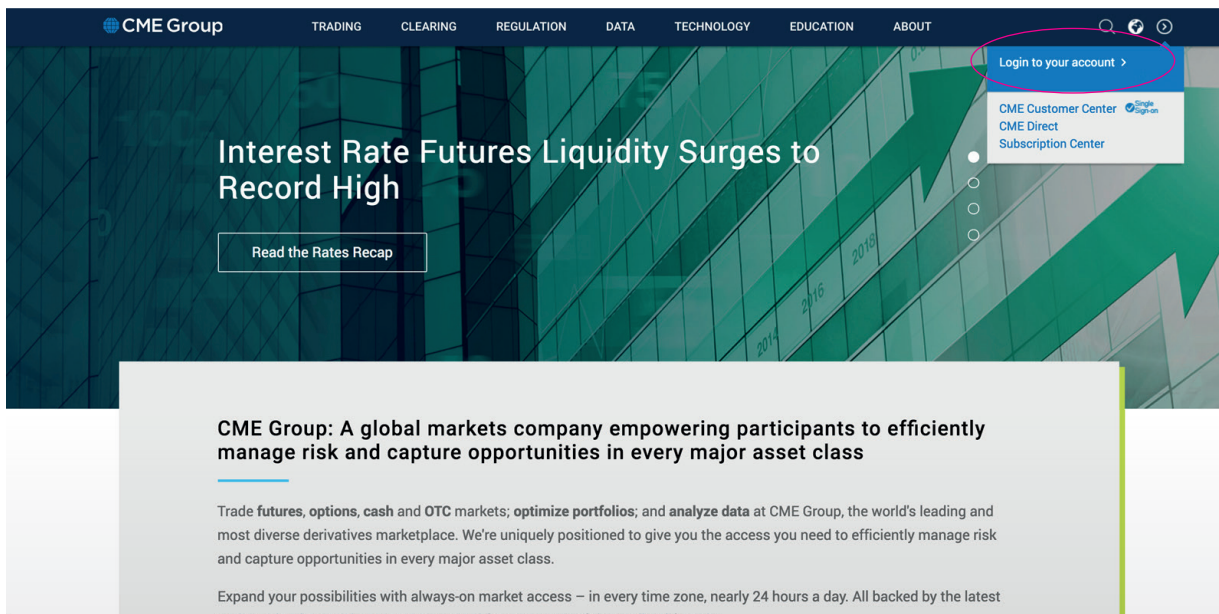 CME Group
TRADING
CLEARING
REGULATION
DATA
TECHNOLOGY
EDUCATION
ABOUT
Login to your account >
CME Customer Center Single Sign-on
CME Direct
Subscription Center
Interest Rate Futures Liquidity Surges to
Record High
Read the Rates Recap
75
2014
2016
2018
CME Group: A global markets company empowering participants to efficiently
manage risk and capture opportunities in every major asset class
Trade futures, options, cash and OTC markets; optimize portfolios; and analyze data at CME Group, the world's leading and
most diverse derivatives marketplace. We're uniquely positioned to give you the access you need to efficiently manage risk
and capture opportunities in every major asset class.
Expand your possibilities with always-on market access – in every time zone, nearly 24 hours a day. All backed by the latest